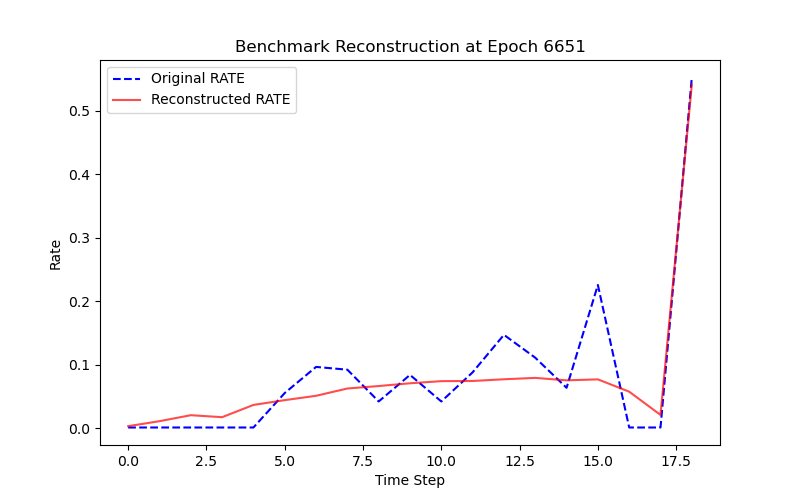 Benchmark Reconstruction at Epoch 6651
Original RATE
Reconstructed RATE
0.5
0.4
0.3
0.2
0.1
0.0
Rate
0.0 2.5 5.0 7.5 10.0 12.5 15.0 17.5
Time Step